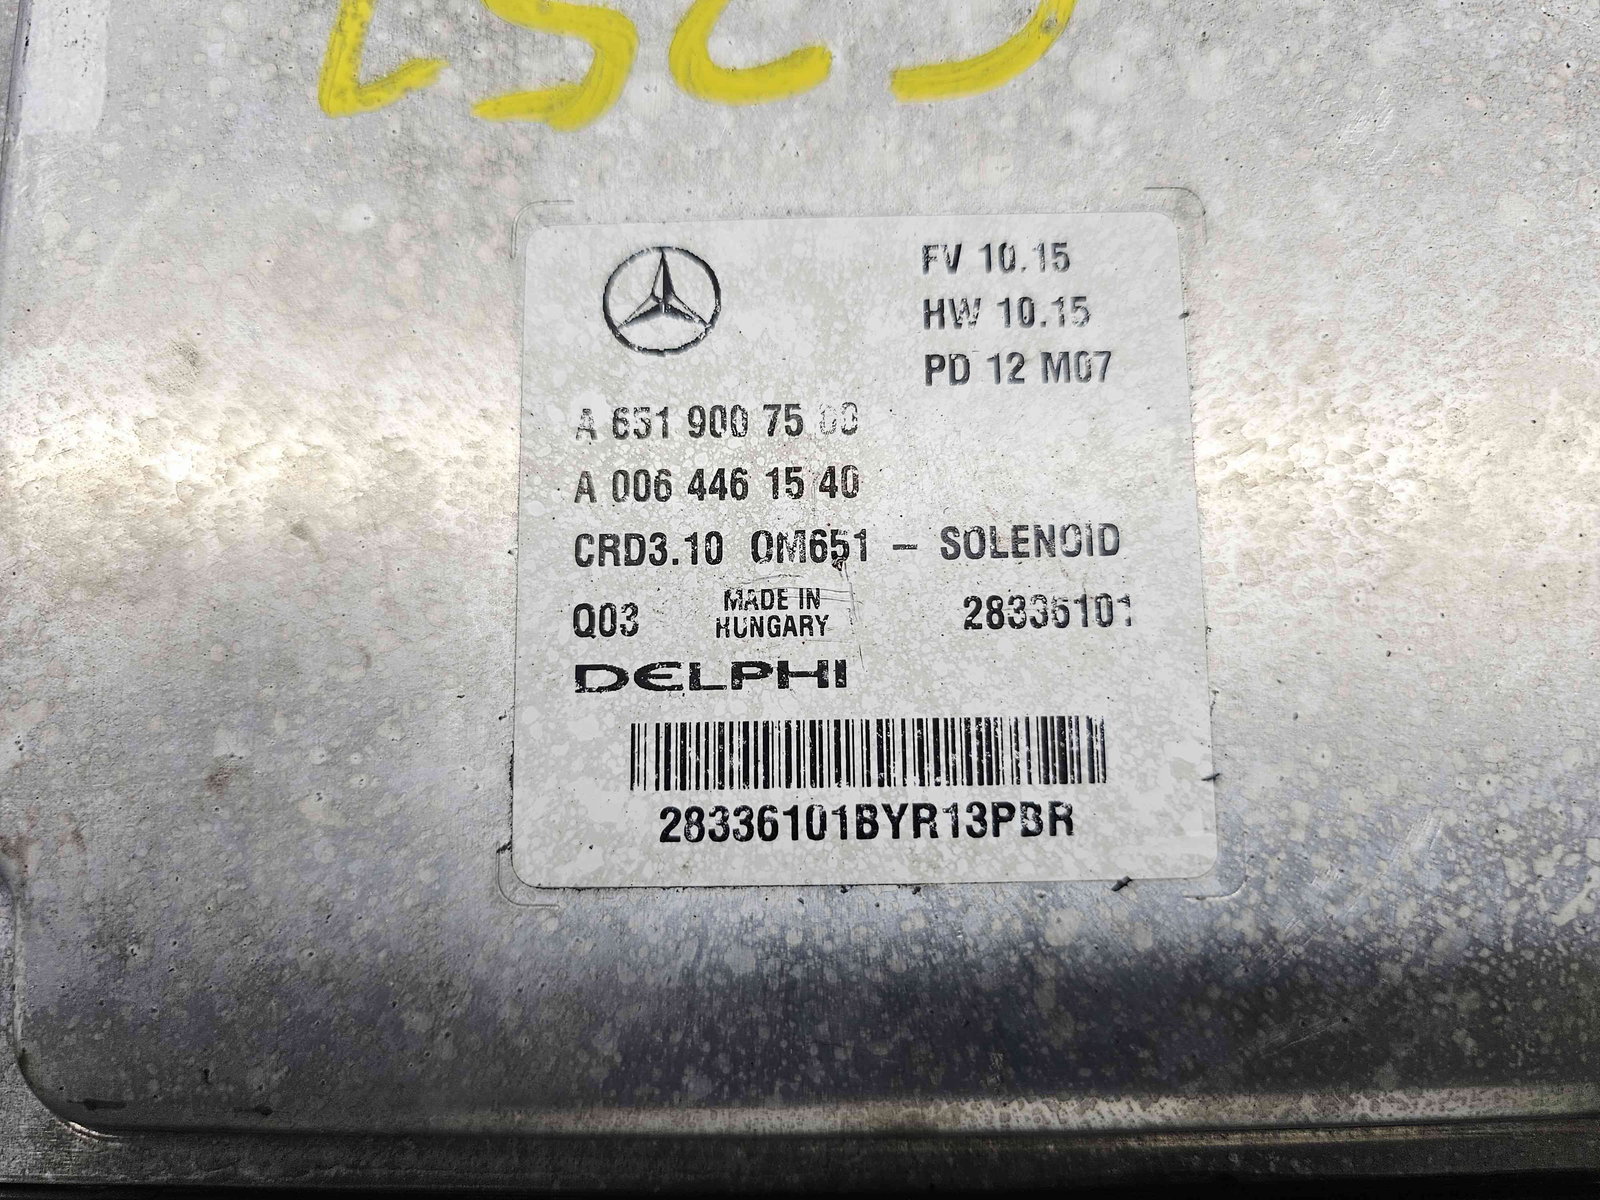 FV 10.15
HW 10.15
PD 12 M07
A 651 900 75 00
A 006 446 15 40
CRD3.10 OM651 – SOLENOID
Q03 MADE IN HUNGARY 28336101
DELPHI
28336101BYR13PBR